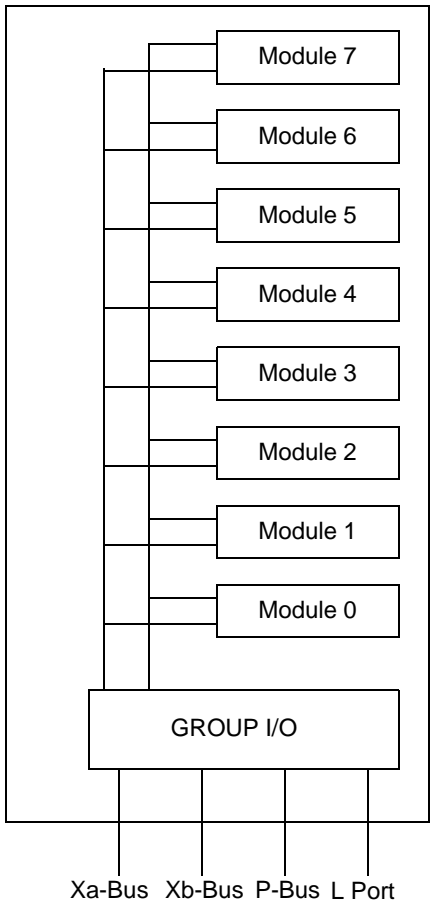 Module 7
Module 6
Module 5
Module 4
Module 3
Module 2
Module 1
Module 0
GROUP I/O
Xa-Bus Xb-Bus P-Bus L Port